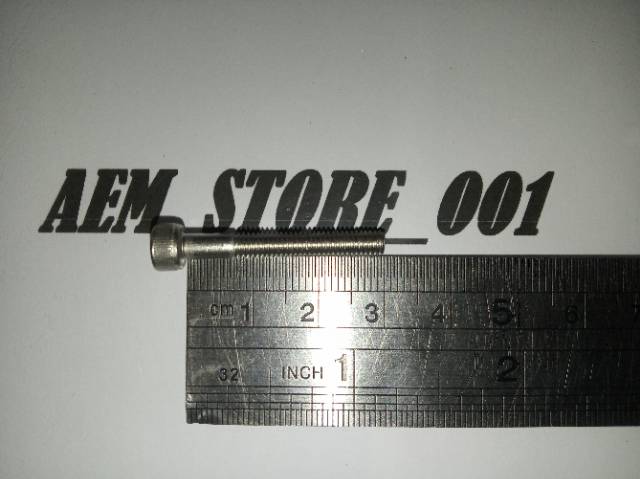 AEM_STORE_001
cm 1 2 3 4 5 6
32 INCH 1 2